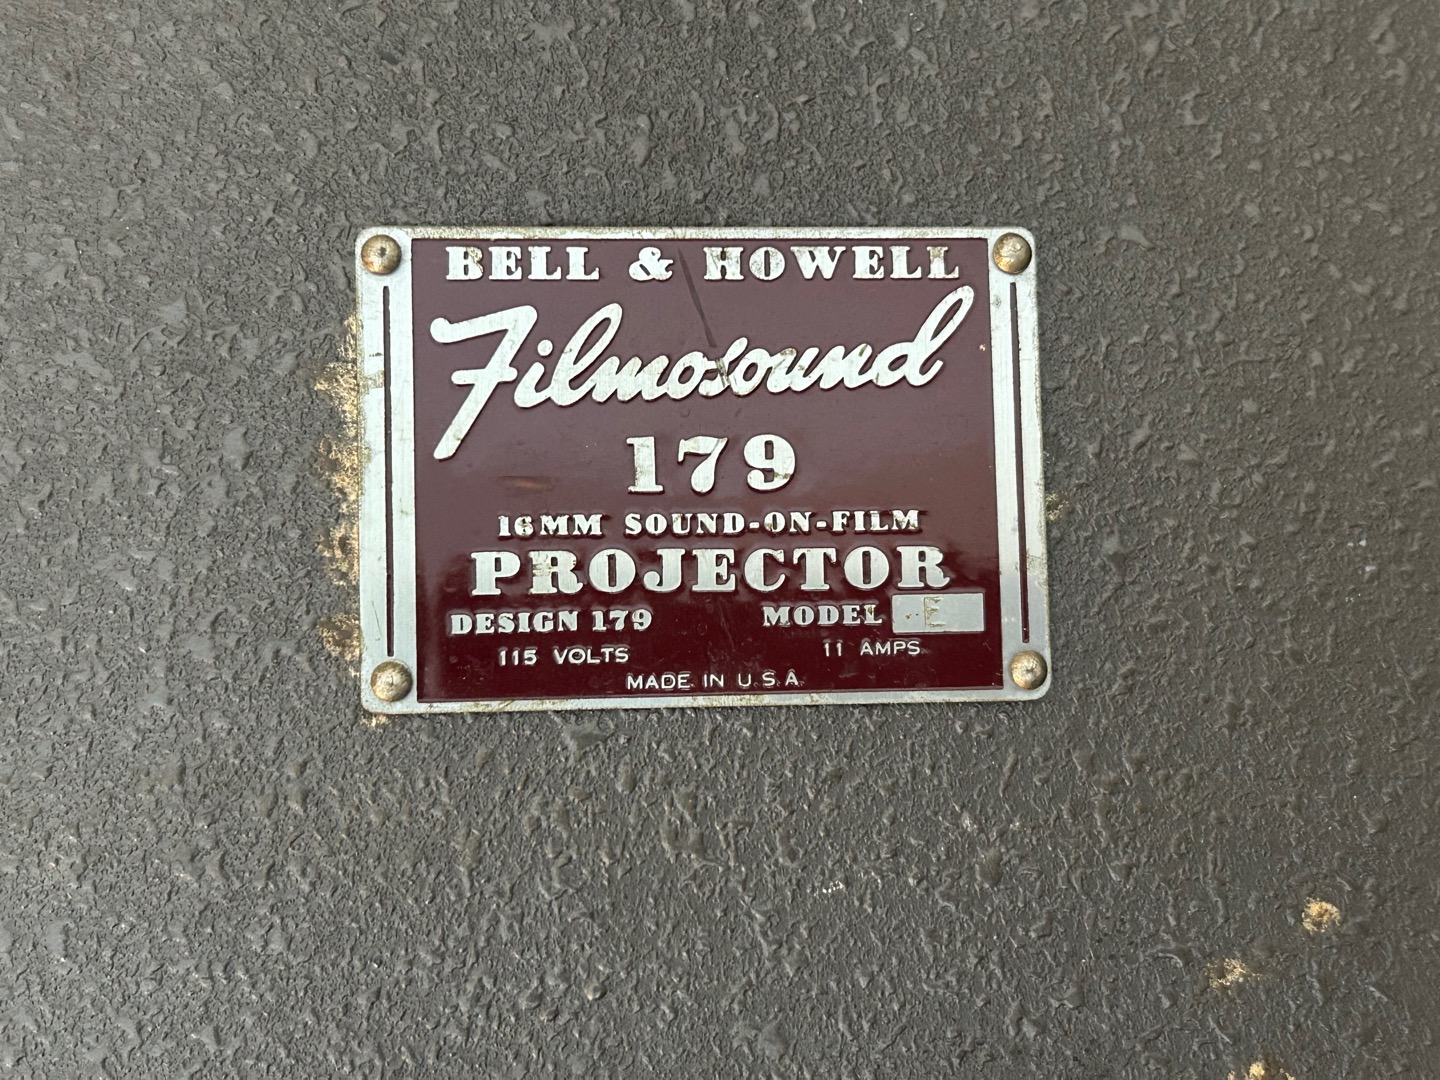 BELL & HOWELL
Filmosound
179
16MM SOUND-ON-FILM
PROJECTOR
DESIGN 179 MODEL E
115 VOLTS 11 AMPS.
MADE IN U.S.A.